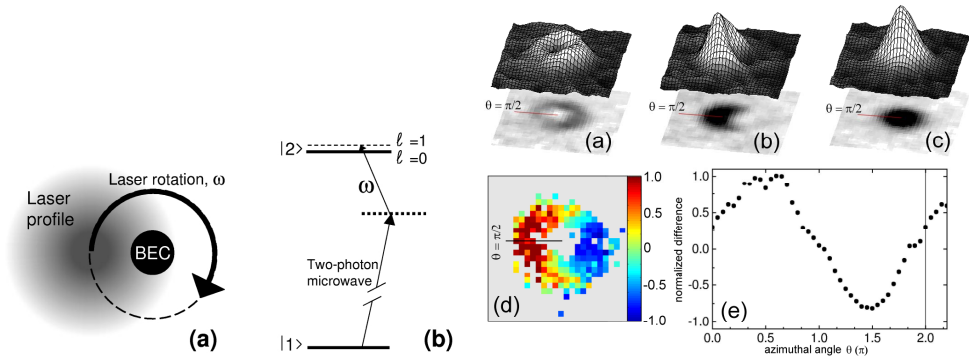 Laser
profile
Laser rotation, ω
BEC
(a)
|2>
ℓ =1
ℓ =0
ω
Two-photon
microwave
|1>
(b)
θ = π/2
(a)
θ = π/2
(b)
θ = π/2
(c)
θ = π/2
(d)
1.0
0.5
0.0
-0.5
-1.0
normalized difference
1.0
0.5
0.0
-0.5
-1.0
(e)
0.0 0.5 1.0 1.5 2.0
azimuthal angle θ (π)